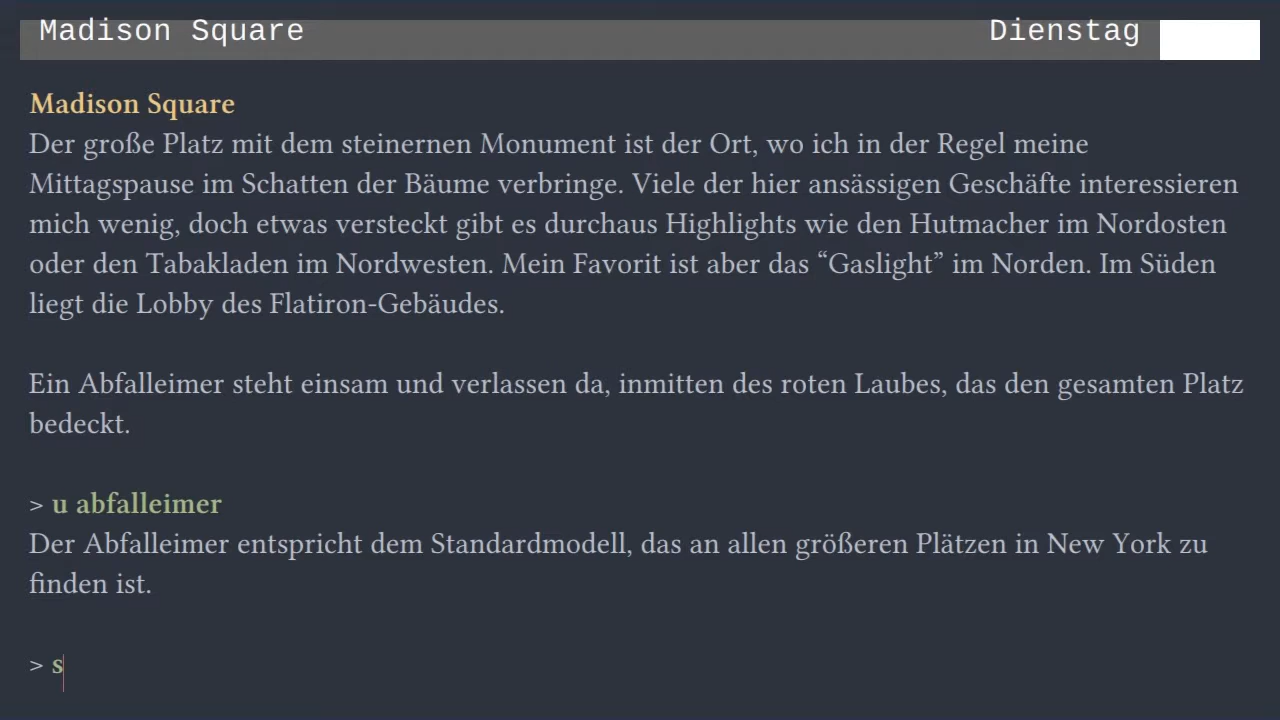 Madison Square Dienstag
Madison Square
Der große Platz mit dem steinernen Monument ist der Ort, wo ich in der Regel meine
Mittagspause im Schatten der Bäume verbringe. Viele der hier ansässigen Geschäfte interessieren
mich wenig, doch etwas versteckt gibt es durchaus Highlights wie den Hutmacher im Nordosten
oder den Tabakladen im Nordwesten. Mein Favorit ist aber das “Gaslight” im Norden. Im Süden
liegt die Lobby des Flatiron-Gebäudes.
Ein Abfalleimer steht einsam und verlassen da, inmitten des roten Laubes, das den gesamten Platz
bedeckt.
> u abfalleimer
Der Abfalleimer entspricht dem Standardmodell, das an allen größeren Plätzen in New York zu
finden ist.
> s